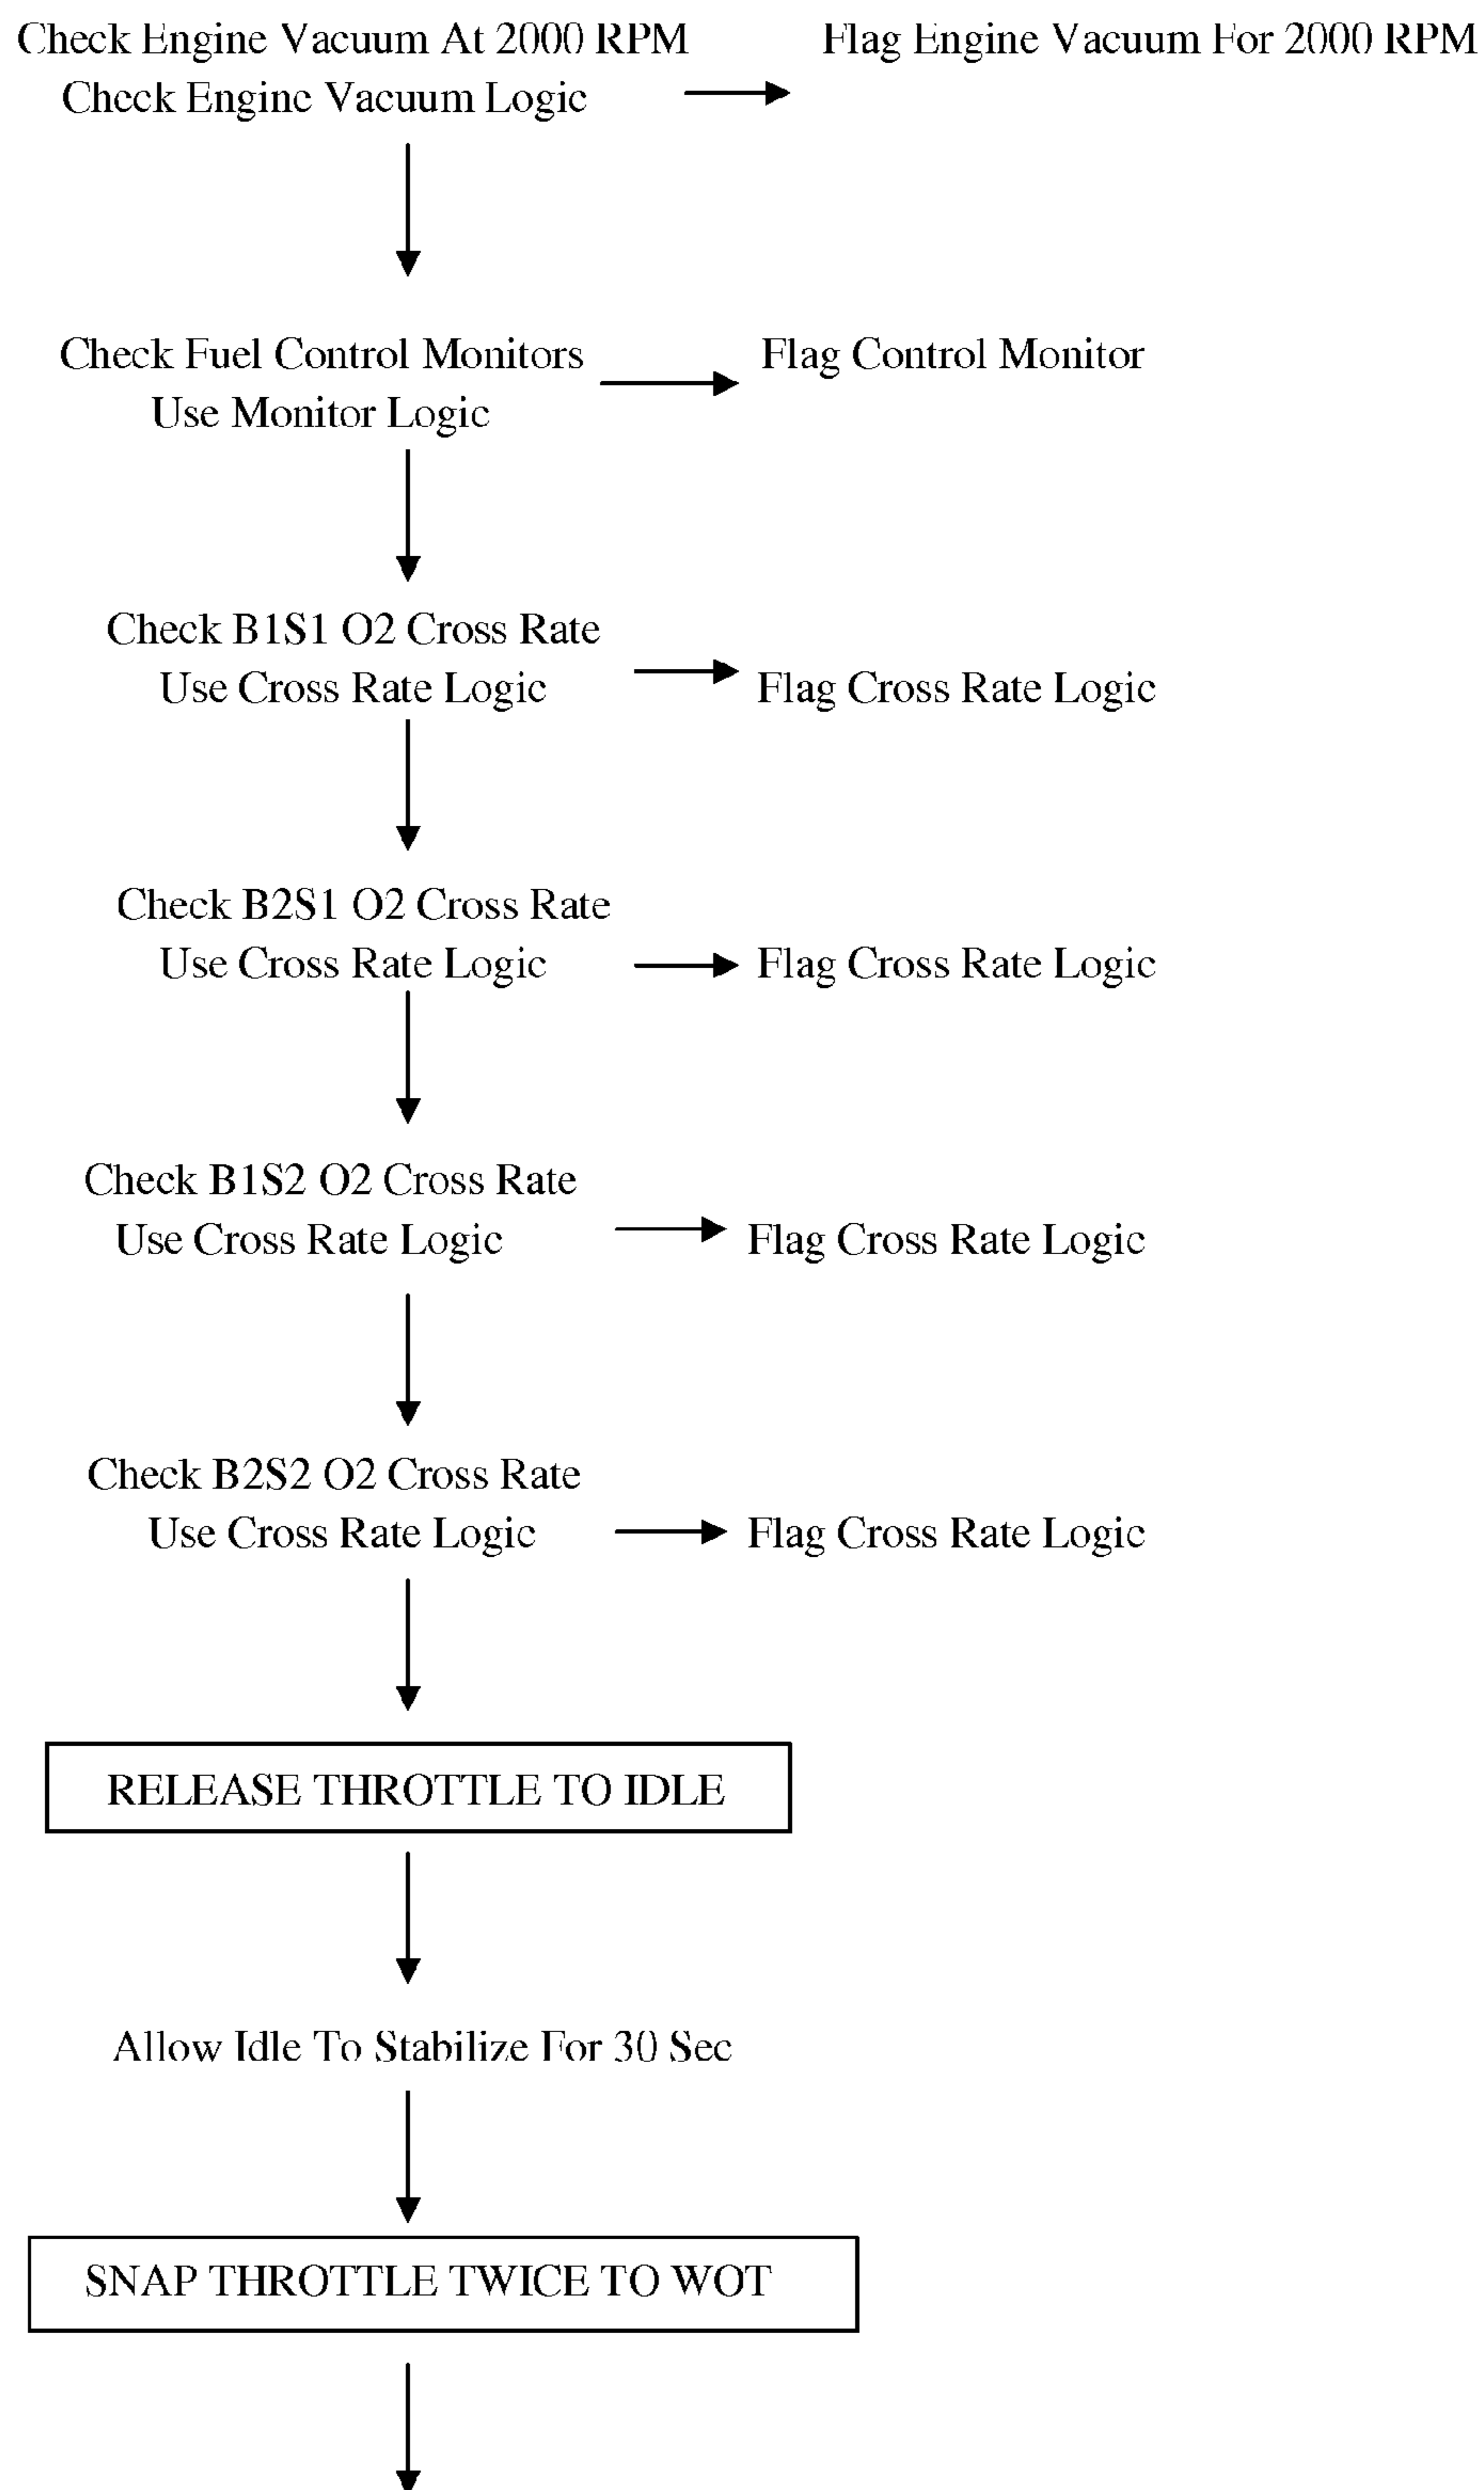 Check Engine Vacuum At 2000 RPM
Flag Engine Vacuum For 2000 RPM
Check Engine Vacuum Logic
Check Fuel Control Monitors
Flag Control Monitor
Use Monitor Logic
Check B1S1 O2 Cross Rate
Use Cross Rate Logic
Flag Cross Rate Logic
Check B2S1 O2 Cross Rate
Use Cross Rate Logic
Flag Cross Rate Logic
Check B1S2 O2 Cross Rate
Use Cross Rate Logic
Flag Cross Rate Logic
Check B2S2 O2 Cross Rate
Use Cross Rate Logic
Flag Cross Rate Logic
RELEASE THROTTLE TO IDLE
Allow Idle To Stabilize For 30 Sec
SNAP THROTTLE TWICE TO WOT